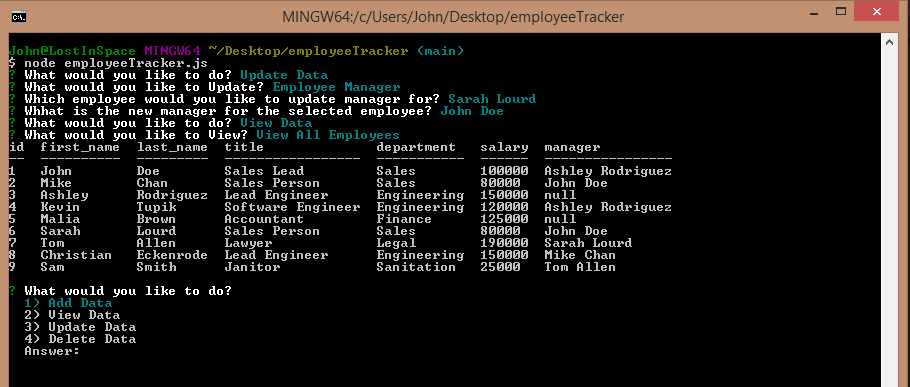 MINGW64:/c/Users/John/Desktop/employeeTracker
John@LostInSpace MINGW64 ~/Desktop/employeeTracker (main)
$ node employeeTracker.js
? What would you like to do? Update Data
? What would you like to Update? Employee Manager
? Which employee would you like to update manager for? Sarah Lourd
? Whhat is the new manager for the selected employee? John Doe
? What would you like to do? View Data
? What would you like to View? View All Employees
id  first_name  last_name  title              department   salary  manager
--  ----------  ---------  -----------------  -----------  ------  ----------------
1   John        Doe        Sales Lead         Sales        100000  Ashley Rodriguez
2   Mike        Chan       Sales Person       Sales        80000   John Doe
3   Ashley      Rodriguez  Lead Engineer      Engineering  150000  null
4   Kevin       Tupik      Software Engineer  Engineering  120000  Ashley Rodriguez
5   Malia       Brown      Accountant         Finance      125000  null
6   Sarah       Lourd      Sales Person       Sales        80000   John Doe
7   Tom         Allen      Lawyer             Legal        190000  Sarah Lourd
8   Christian   Eckenrode  Lead Engineer      Engineering  150000  Mike Chan
9   Sam         Smith      Janitor            Sanitation   25000   Tom Allen
? What would you like to do?
1) Add Data
2) View Data
3) Update Data
4) Delete Data
Answer: